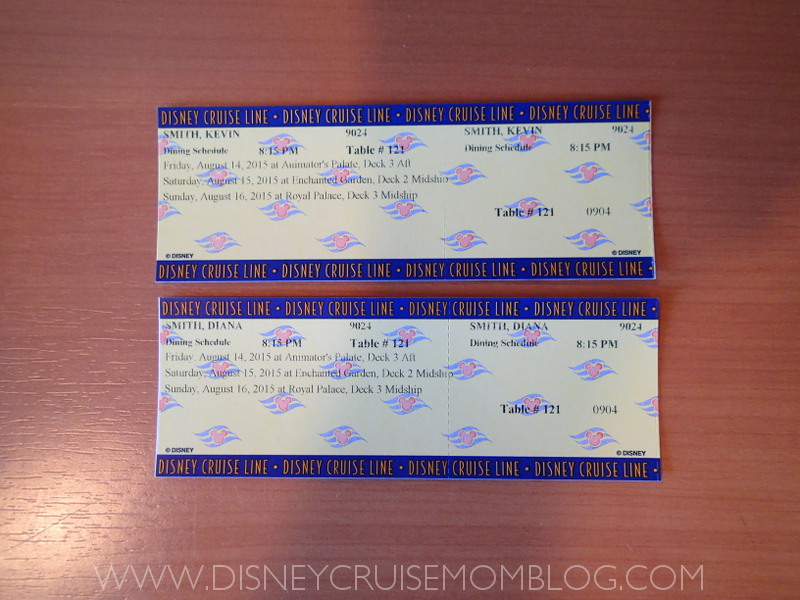 DISNEY CRUISE LINE • DISNEY CRUISE LINE • DISNEY CRUISE LINE • DISNEY CRUISE LINE •
SMITH, KEVIN 9024 SMITH, KEVIN 9024
Dining Schedule 8:15 PM Table # 121 Dining Schedule 8:15 PM
Friday, August 14, 2015 at Animator's Palate, Deck 3 Aft
Saturday, August 15, 2015 at Enchanted Garden, Deck 2 Midship
Sunday, August 16, 2015 at Royal Palace, Deck 3 Midship
Table # 121 0904
© DISNEY © DISNEY
DISNEY CRUISE LINE • DISNEY CRUISE LINE • DISNEY CRUISE LINE • DISNEY CRUISE LINE •
DISNEY CRUISE LINE • DISNEY CRUISE LINE • DISNEY CRUISE LINE • DISNEY CRUISE LINE •
SMITH, DIANA 9024 SMITH, DIANA 9024
Dining Schedule 8:15 PM Table # 121 Dining Schedule 8:15 PM
Friday, August 14, 2015 at Animator's Palate, Deck 3 Aft
Saturday, August 15, 2015 at Enchanted Garden, Deck 2 Midship
Sunday, August 16, 2015 at Royal Palace, Deck 3 Midship
Table # 121 0904
© DISNEY © DISNEY
DISNEY CRUISE LINE • DISNEY CRUISE LINE • DISNEY CRUISE LINE • DISNEY CRUISE LINE •
WWW.DISNEYCRUISEMOMBLOG.COM